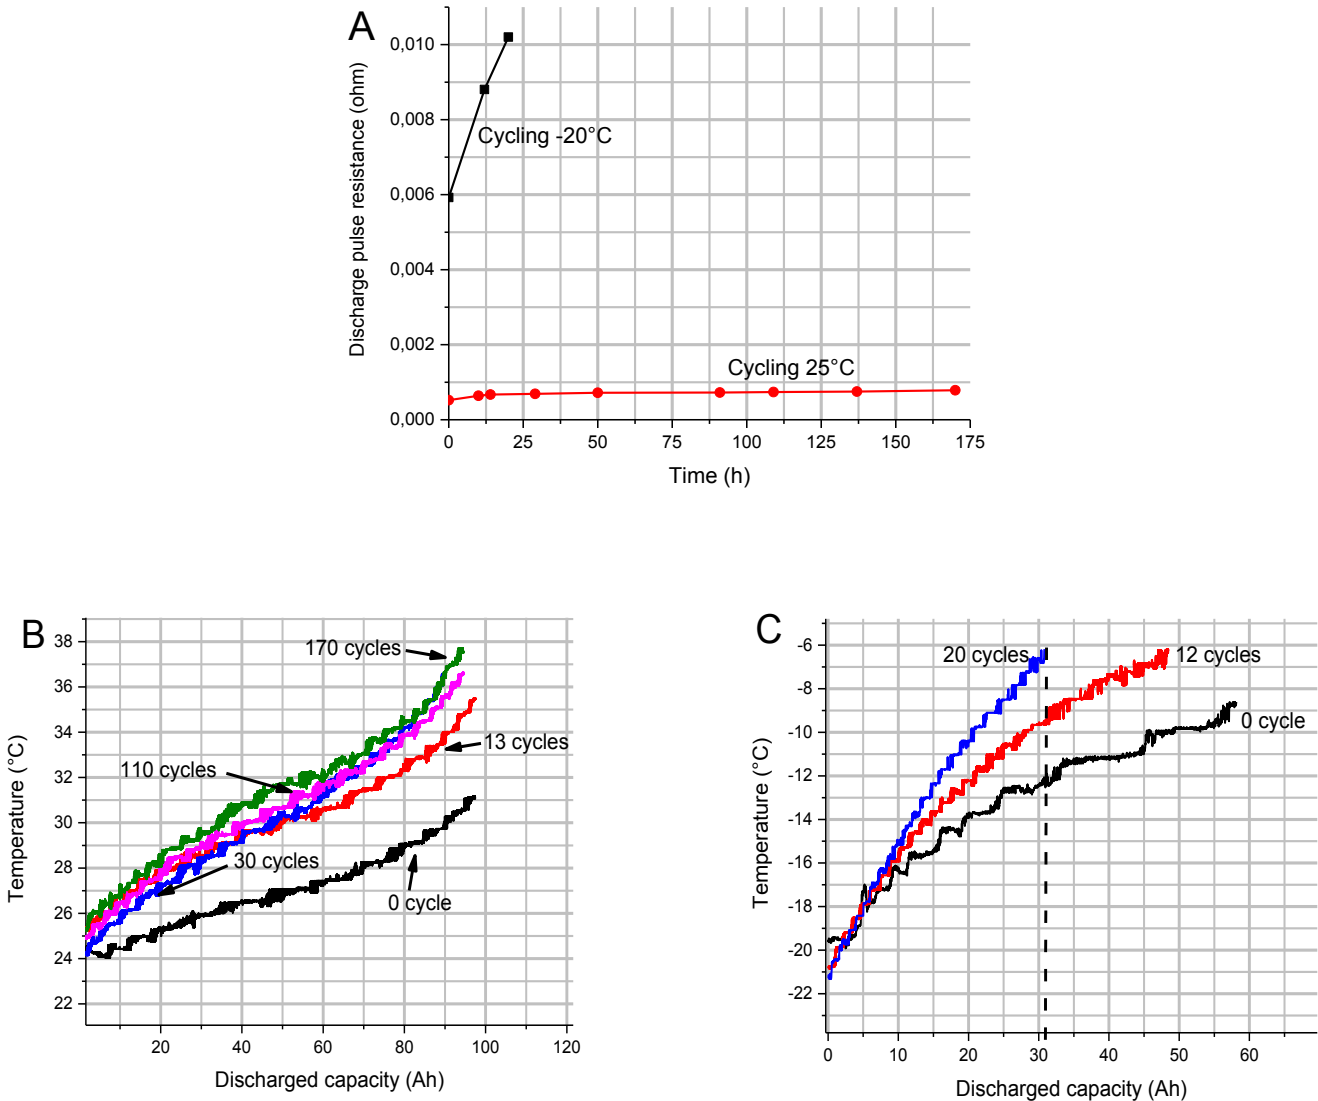 A
Discharge pulse resistance (ohm)
0,010
0,008
0,006
0,004
0,002
0,000
Cycling -20°C
Cycling 25°C
0 25 50 75 100 125 150 175
Time (h)
B
Temperature (°C)
38
36
34
32
30
28
26
24
22
170 cycles
13 cycles
110 cycles
30 cycles
0 cycle
20 40 60 80 100 120
Discharged capacity (Ah)
C
Temperature (°C)
-6
-8
-10
-12
-14
-16
-18
-20
-22
20 cycles
12 cycles
0 cycle
0 10 20 30 40 50 60
Discharged capacity (Ah)